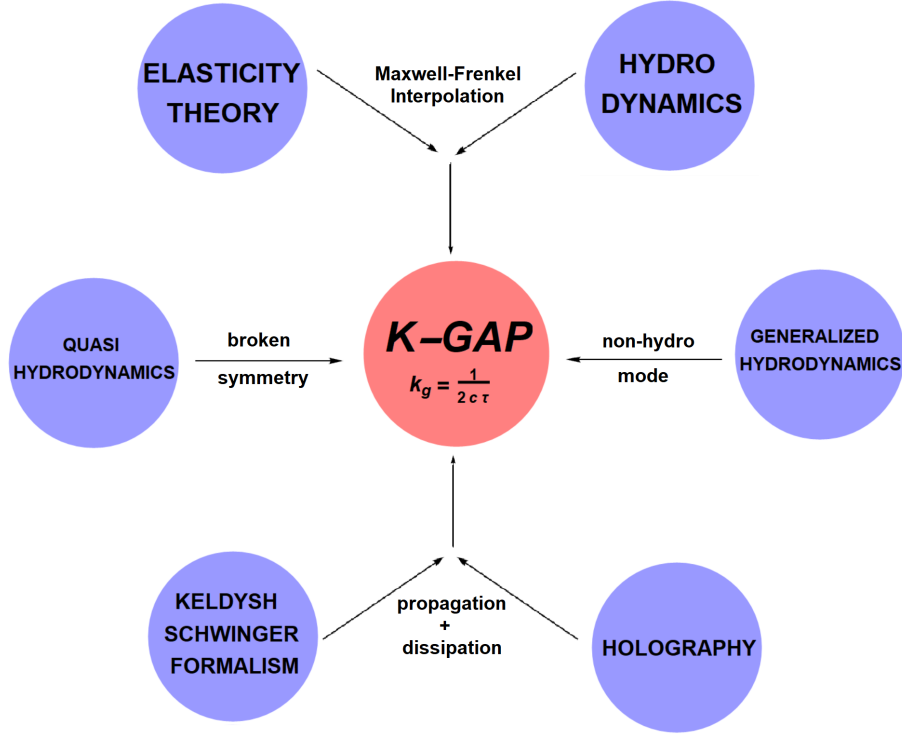 ELASTICITY
THEORY
Maxwell-Frenkel
Interpolation
HYDRO
DYNAMICS
QUASI
HYDRODYNAMICS
broken
symmetry
K-GAP
k_g = 1 / 2 c τ
non-hydro
mode
GENERALIZED
HYDRODYNAMICS
KELDYSH
SCHWINGER
FORMALISM
propagation
+
dissipation
HOLOGRAPHY